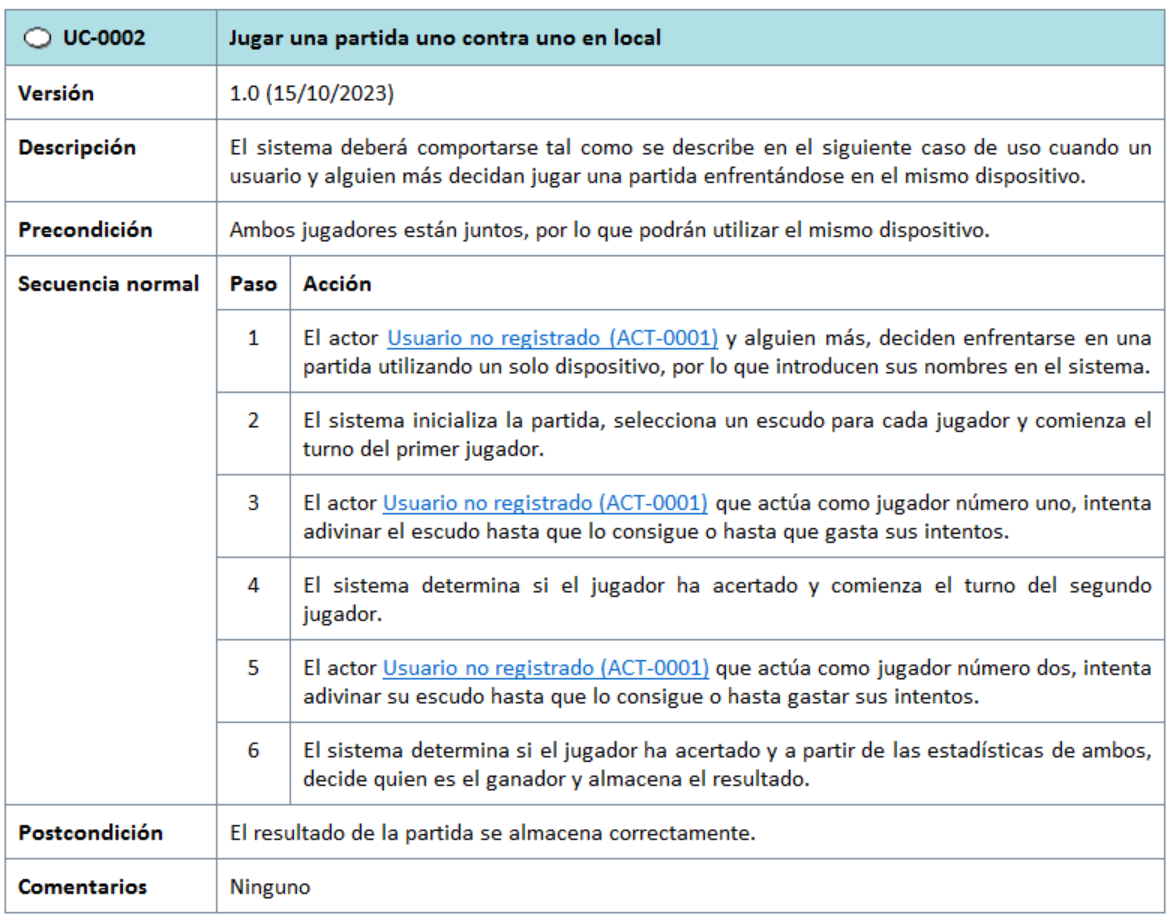 UC-0002 Jugar una partida uno contra uno en local
Versión 1.0 (15/10/2023)
Descripción El sistema deberá comportarse tal como se describe en el siguiente caso de uso cuando un
usuario y alguien más decidan jugar una partida enfrentándose en el mismo dispositivo.
Precondición Ambos jugadores están juntos, por lo que podrán utilizar el mismo dispositivo.
Secuencia normal Paso Acción
1 El actor Usuario no registrado (ACT-0001) y alguien más, deciden enfrentarse en una
partida utilizando un solo dispositivo, por lo que introducen sus nombres en el sistema.
2 El sistema inicializa la partida, selecciona un escudo para cada jugador y comienza el
turno del primer jugador.
3 El actor Usuario no registrado (ACT-0001) que actúa como jugador número uno, intenta
adivinar el escudo hasta que lo consigue o hasta que gasta sus intentos.
4 El sistema determina si el jugador ha acertado y comienza el turno del segundo
jugador.
5 El actor Usuario no registrado (ACT-0001) que actúa como jugador número dos, intenta
adivinar su escudo hasta que lo consigue o hasta gastar sus intentos.
6 El sistema determina si el jugador ha acertado y a partir de las estadísticas de ambos,
decide quien es el ganador y almacena el resultado.
Postcondición El resultado de la partida se almacena correctamente.
Comentarios Ninguno